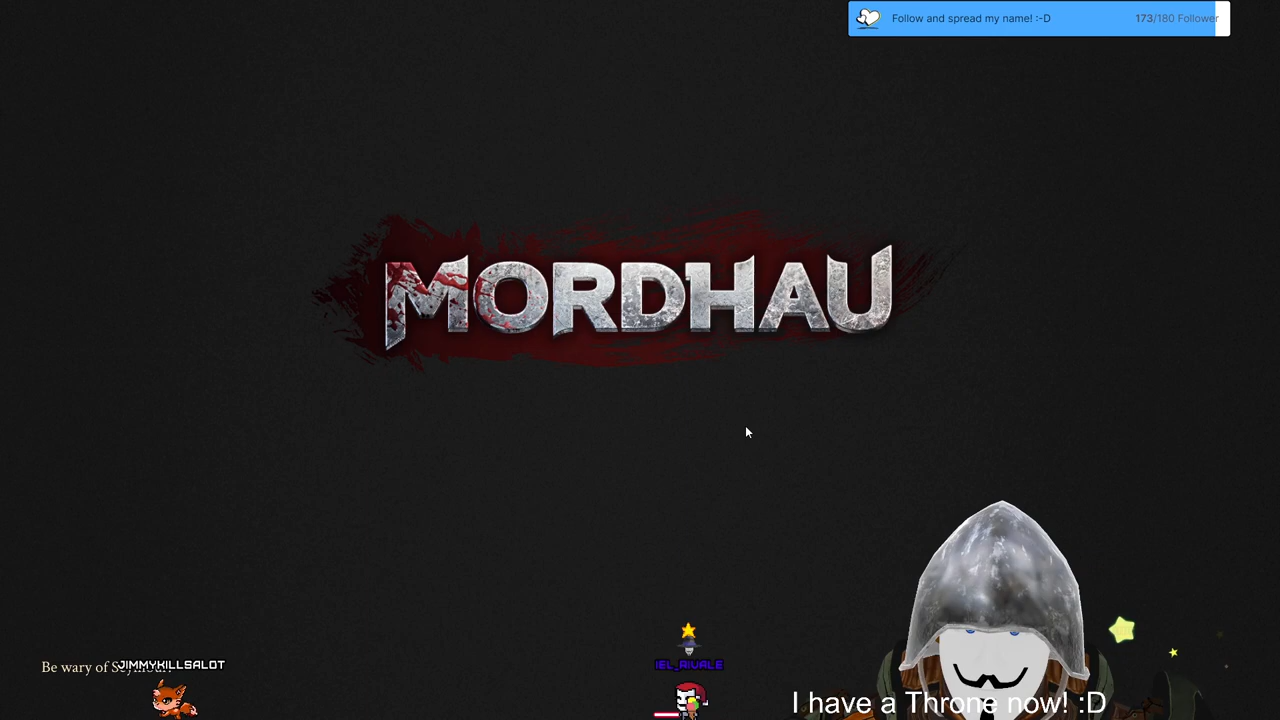 Follow and spread my name! :-D
173/180 Follower
MORDHAU
Be wary of
JIMMYKILLSALOT
IEL_RIVALE
I have a Throne now! :D